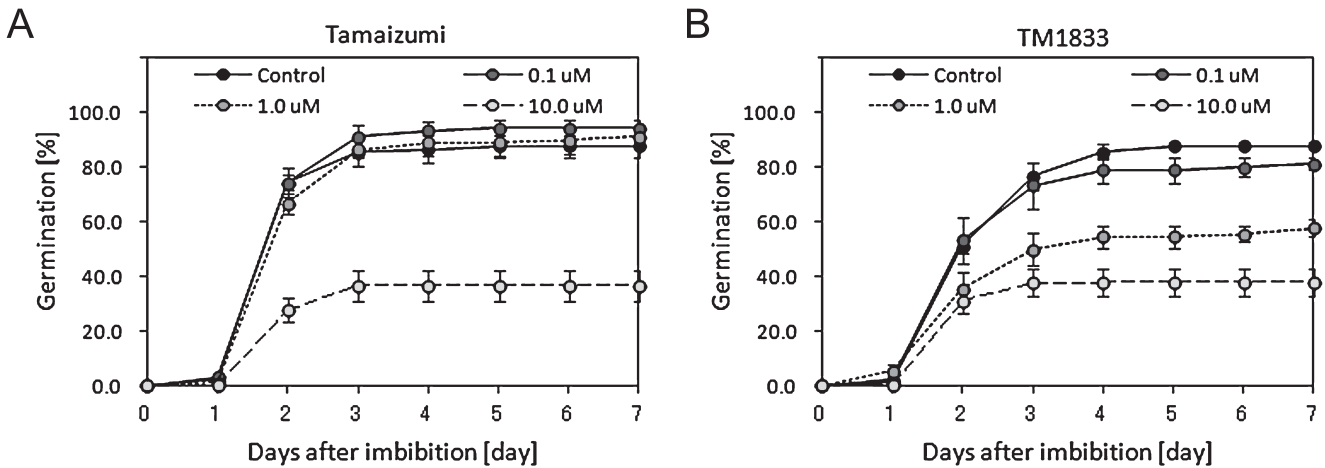 A
Tamaizumi
Control
0.1 uM
1.0 uM
10.0 uM
Germination [%]
100.0
80.0
60.0
40.0
20.0
0.0
0 1 2 3 4 5 6 7
Days after imbibition [day]
B
TM1833
Control
0.1 uM
1.0 uM
10.0 uM
Germination [%]
100.0
80.0
60.0
40.0
20.0
0.0
0 1 2 3 4 5 6 7
Days after imbibition [day]